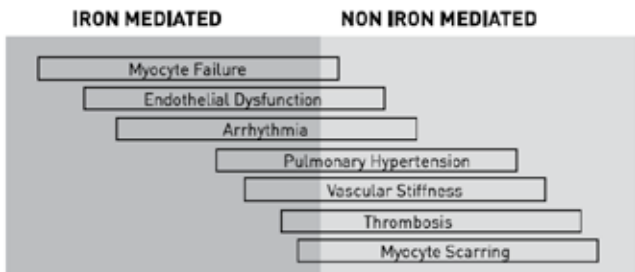 IRON MEDIATED NON IRON MEDIATED
Myocyte Failure
Endothelial Dysfunction
Arrhythmia
Pulmonary Hypertension
Vascular Stiffness
Thrombosis
Myocyte Scarring